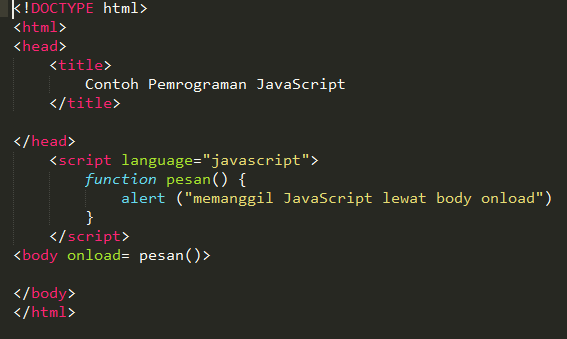 <!DOCTYPE html>
<html>
<head>
    <title>
        Contoh Pemrograman JavaScript
    </title>

</head>
    <script language="javascript">
        function pesan() {
            alert ("memanggil JavaScript lewat body onload")
        }
    </script>
<body onload= pesan()>

</body>
</html>